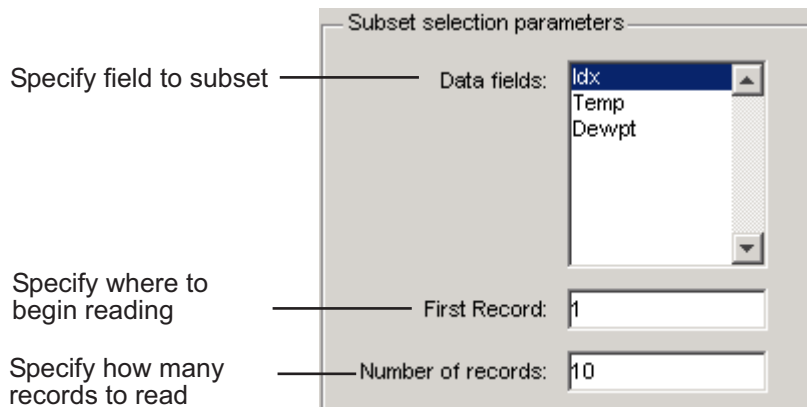 Subset selection parameters
Specify field to subset
Data fields:
Idx
Temp
Dewpt
Specify where to
begin reading
First Record:
1
Specify how many
records to read
Number of records:
10